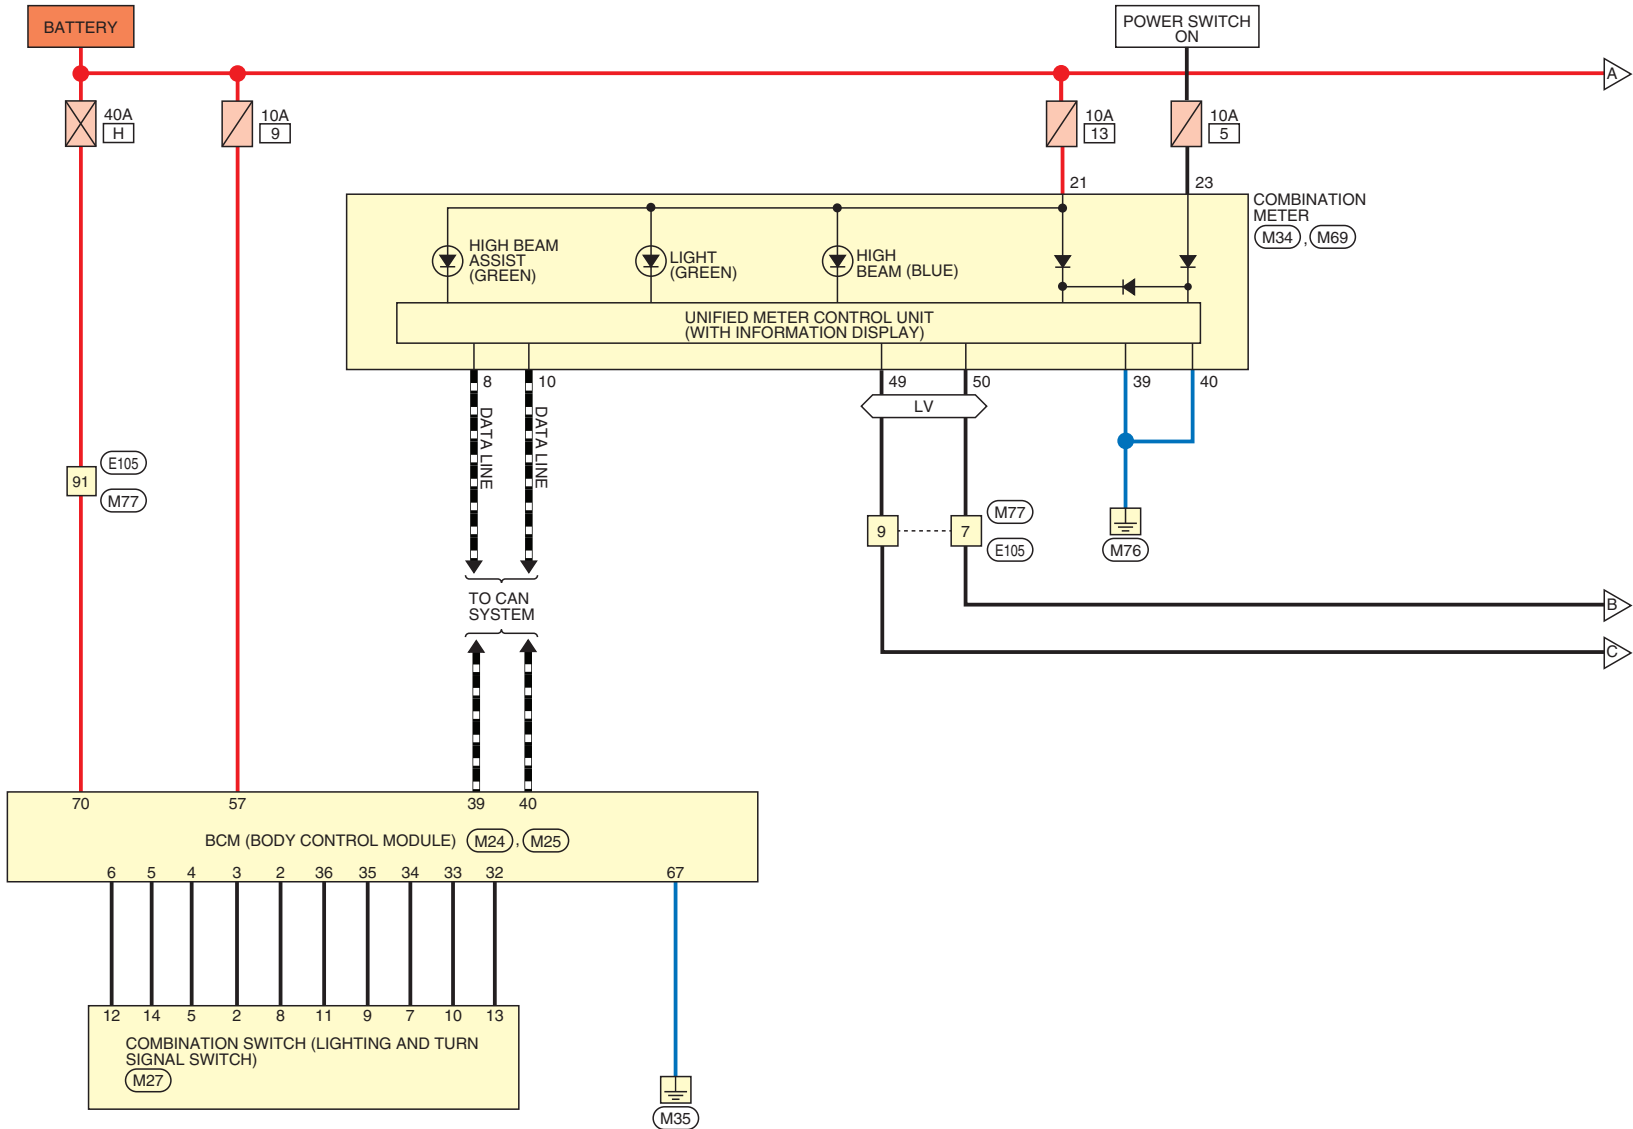 BATTERY
POWER SWITCH
ON
A
40A
H
10A
9
10A
13
10A
5
21
23
COMBINATION
METER
M34 , M69
HIGH BEAM
ASSIST
(GREEN)
LIGHT
(GREEN)
HIGH
BEAM (BLUE)
UNIFIED METER CONTROL UNIT
(WITH INFORMATION DISPLAY)
8
10
49
50
39
40
DATA LINE
DATA LINE
LV
91
E105
M77
9
7
M77
E105
M76
TO CAN
SYSTEM
B
C
70
57
39
40
BCM (BODY CONTROL MODULE) M24 , M25
6
5
4
3
2
36
35
34
33
32
67
12
14
5
2
8
11
9
7
10
13
COMBINATION SWITCH (LIGHTING AND TURN
SIGNAL SWITCH)
M27
M35